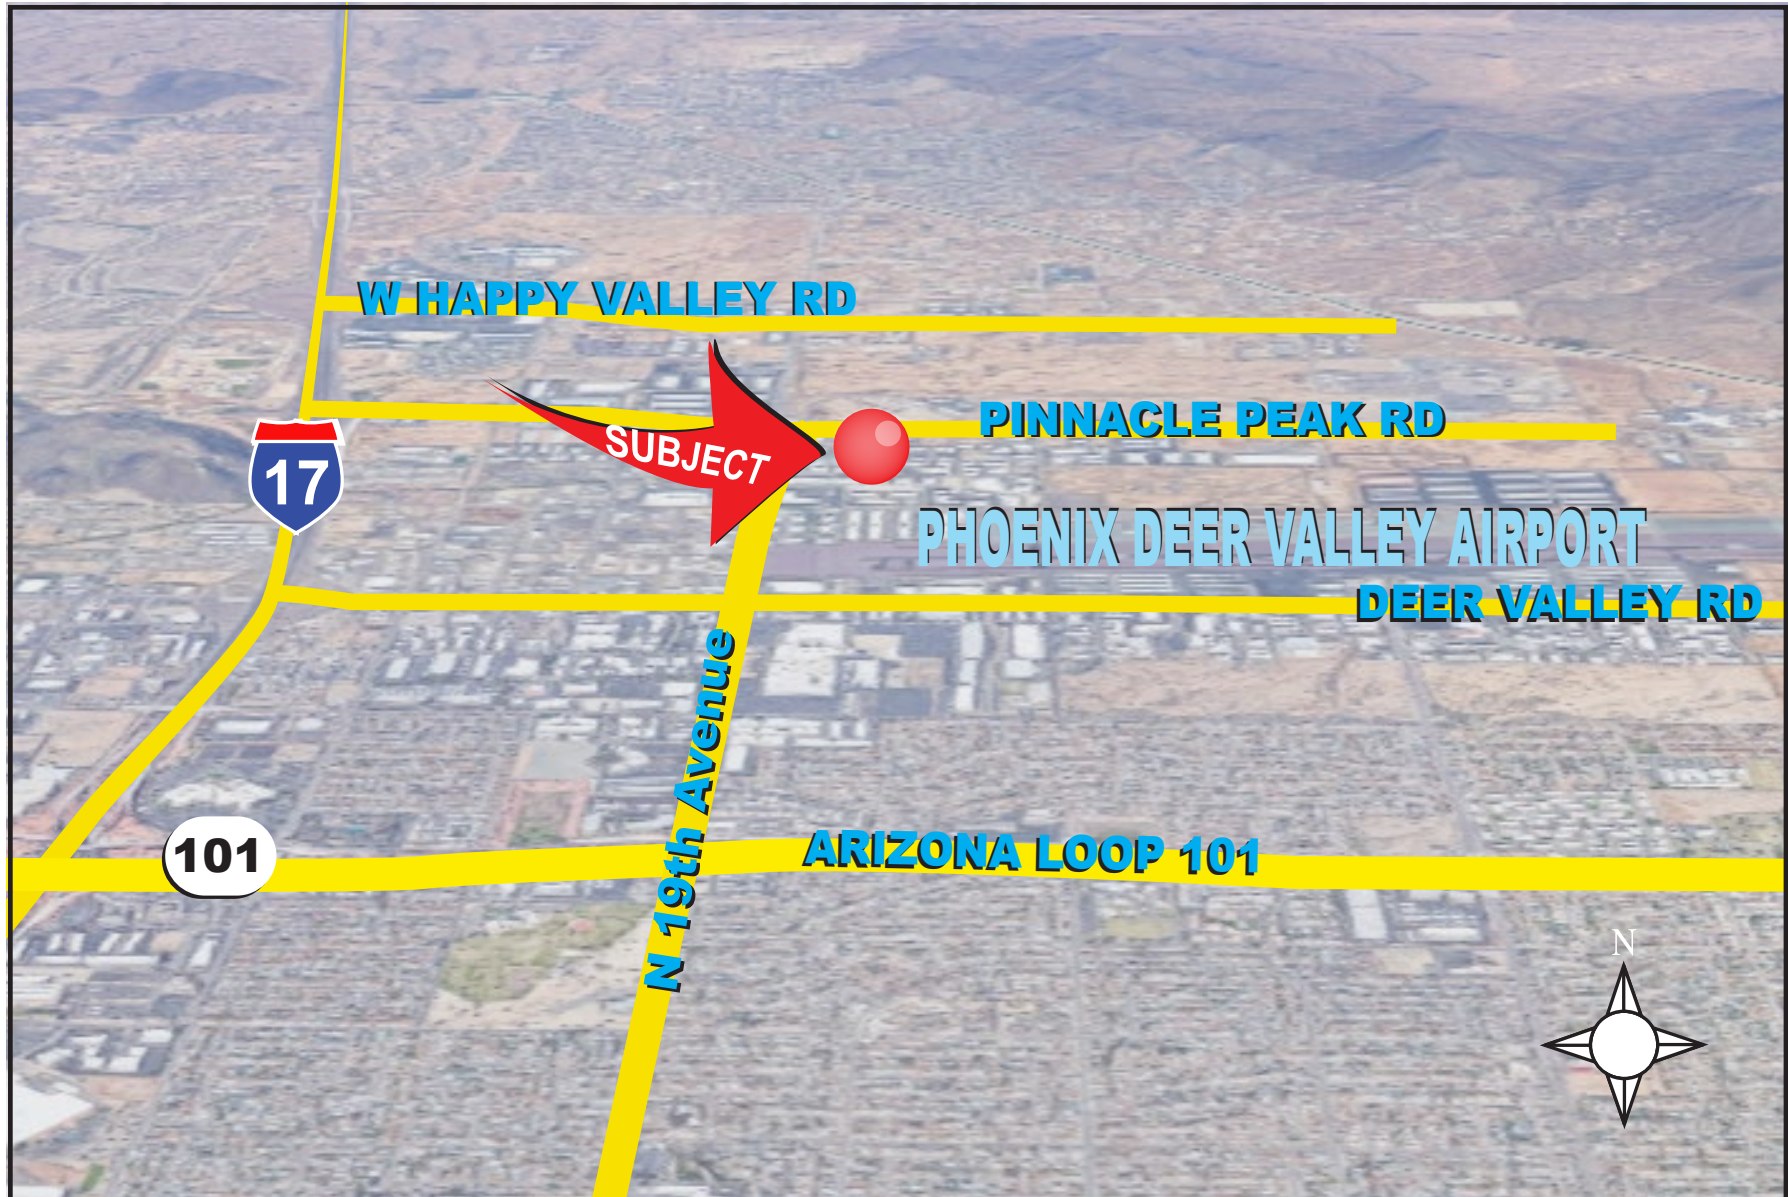 W HAPPY VALLEY RD
PINNACLE PEAK RD
SUBJECT
17
PHOENIX DEER VALLEY AIRPORT
DEER VALLEY RD
N 19th Avenue
ARIZONA LOOP 101
101
N